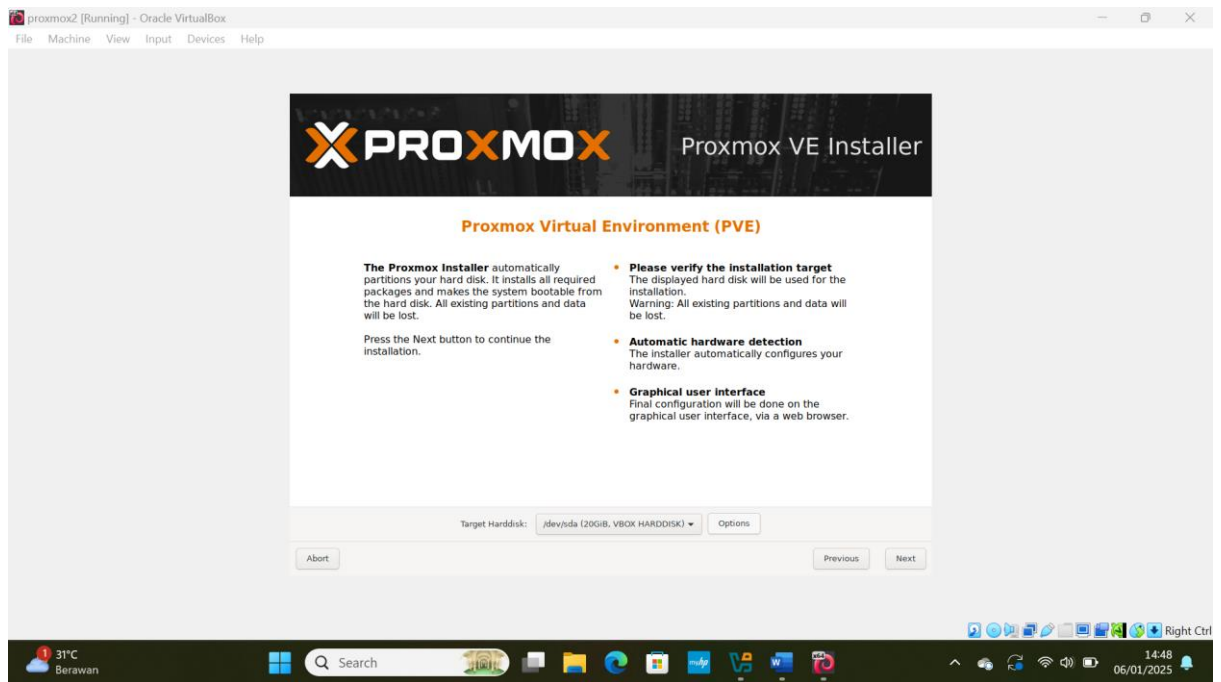 proxmox2 [Running] - Oracle VirtualBox
File Machine View Input Devices Help
PROXMOX
Proxmox VE Installer
Proxmox Virtual Environment (PVE)
The Proxmox Installer automatically
partitions your hard disk. It installs all required
packages and makes the system bootable from
the hard disk. All existing partitions and data
will be lost.
Press the Next button to continue the
installation.
Please verify the installation target
The displayed hard disk will be used for the
installation.
Warning: All existing partitions and data will
be lost.
Automatic hardware detection
The installer automatically configures your
hardware.
Graphical user interface
Final configuration will be done on the
graphical user interface, via a web browser.
Target Harddisk: /dev/sda (20GiB, VBOX HARDDISK) Options
Abort Previous Next
Right Ctrl
1
31°C
Berawan
Search
14:48
06/01/2025